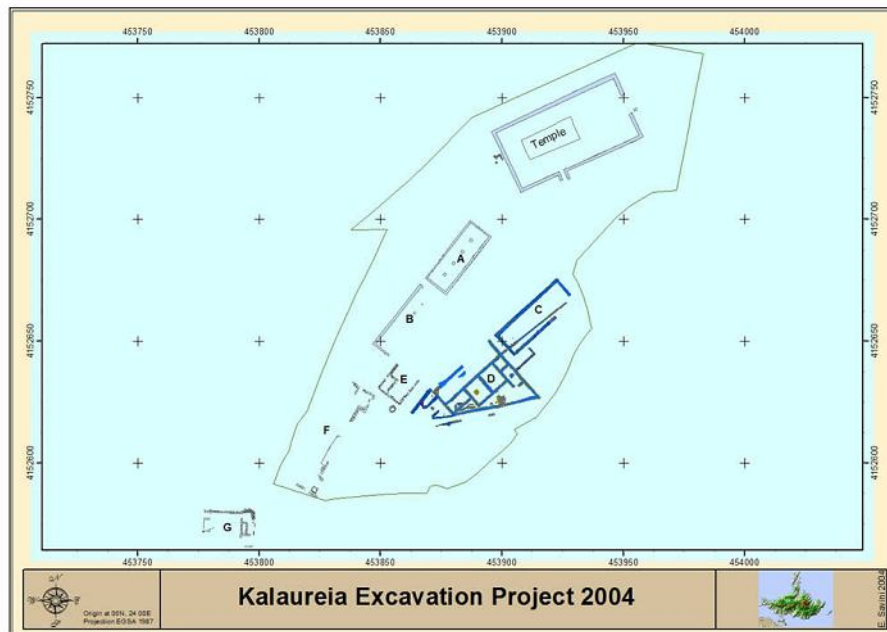 453750 453800 453850 453900 453950 454000
4152750
4152750
Temple
4152700
4152700
A
B
C
4152650
4152650
E
D
F
4152600
4152600
G
453750 453800 453850 453900 453950 454000
Kalaureia Excavation Project 2004
Origin at 00N, 24 00E
Projection EGSA 1987
E. Savini 2004